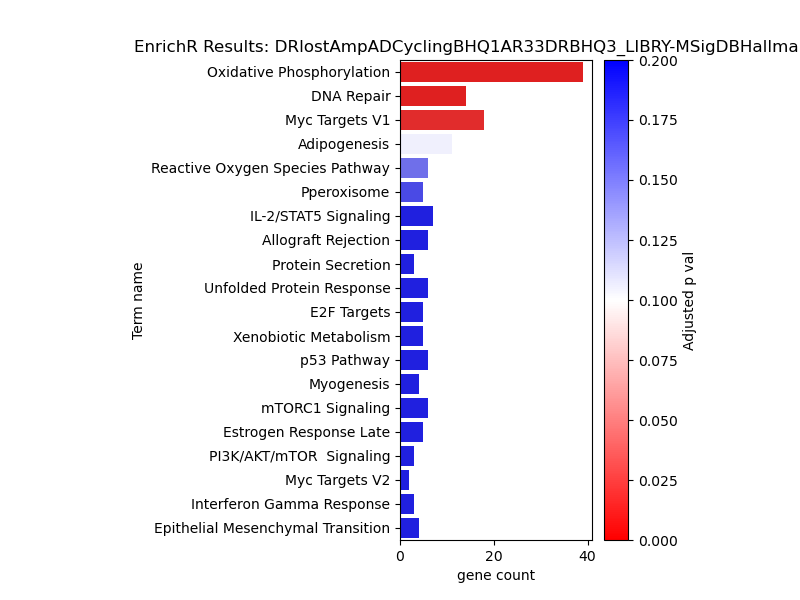 EnrichR Results: DRlostAmpADCyclingBHQ1AR33DRBHQ3_LIBRY-MSigDBHallma
Oxidative Phosphorylation
DNA Repair
Myc Targets V1
Adipogenesis
Reactive Oxygen Species Pathway
Pperoxisome
IL-2/STAT5 Signaling
Allograft Rejection
Protein Secretion
Unfolded Protein Response
E2F Targets
Xenobiotic Metabolism
p53 Pathway
Myogenesis
mTORC1 Signaling
Estrogen Response Late
PI3K/AKT/mTOR  Signaling
Myc Targets V2
Interferon Gamma Response
Epithelial Mesenchymal Transition
Term name
0 20 40
gene count
0.200
0.175
0.150
0.125
0.100
0.075
0.050
0.025
0.000
Adjusted p val